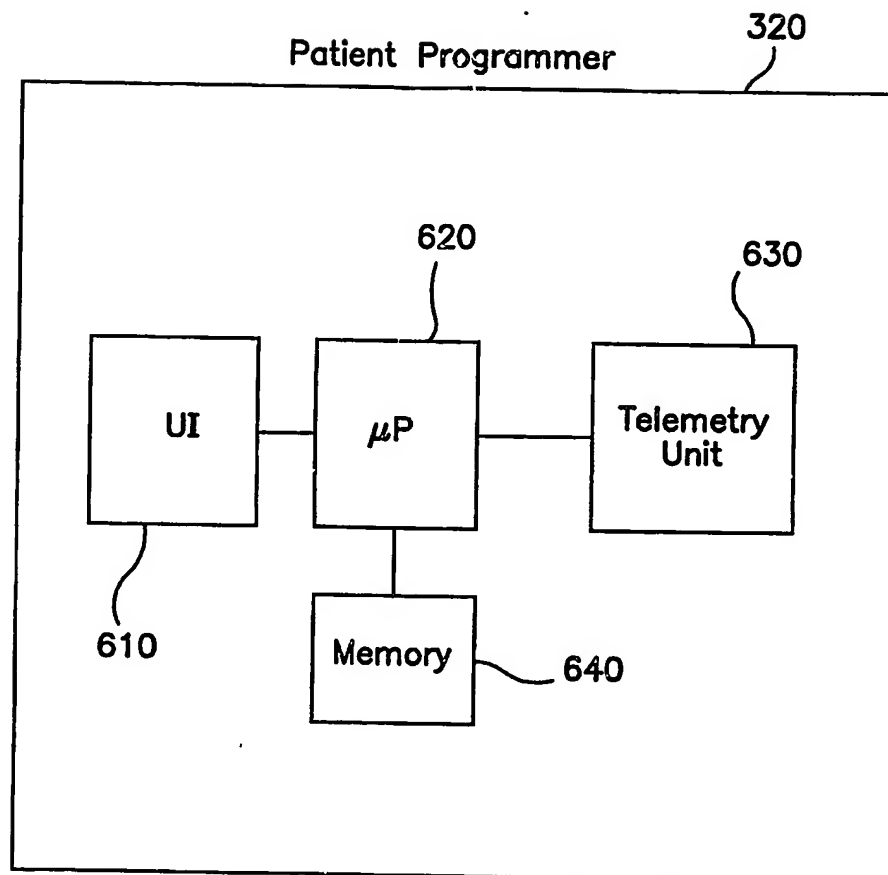 320
Patient Programmer
620
630
UI
μP
Telemetry
Unit
610
Memory
640